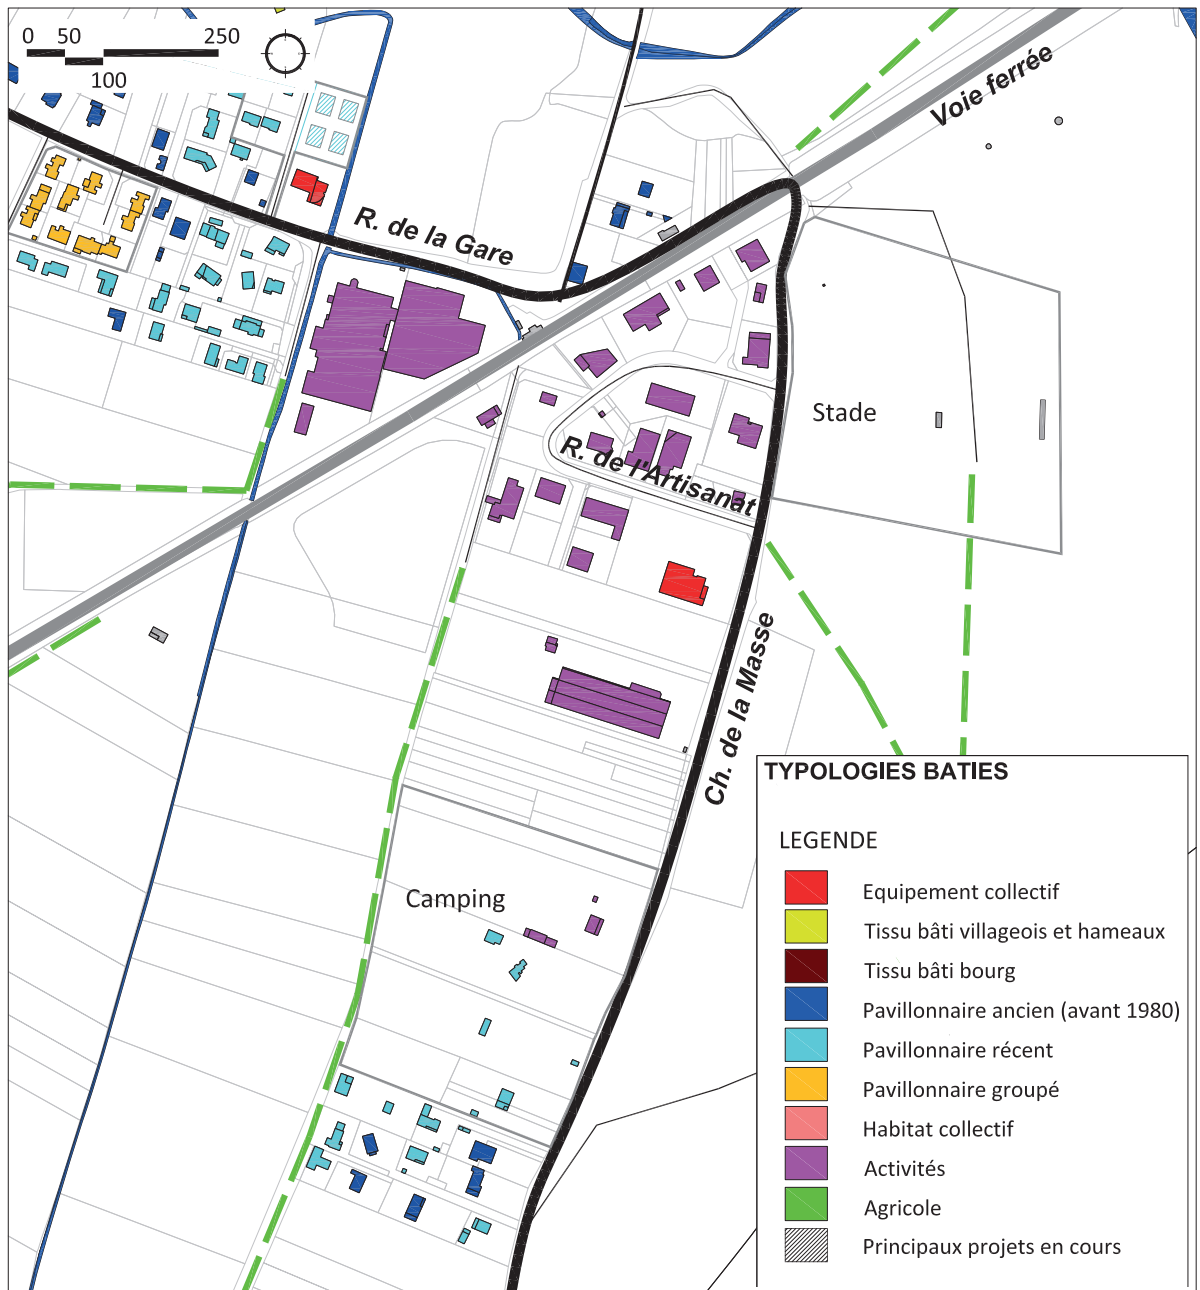 0 50 250
100
Voie ferrée
R. de la Gare
Stade
R. de l'Artisanat
Ch. de la Masse
Camping
TYPOLOGIES BATIES
LEGENDE
Equipement collectif
Tissu bâti villageois et hameaux
Tissu bâti bourg
Pavillonnaire ancien (avant 1980)
Pavillonnaire récent
Pavillonnaire groupé
Habitat collectif
Activités
Agricole
Principaux projets en cours